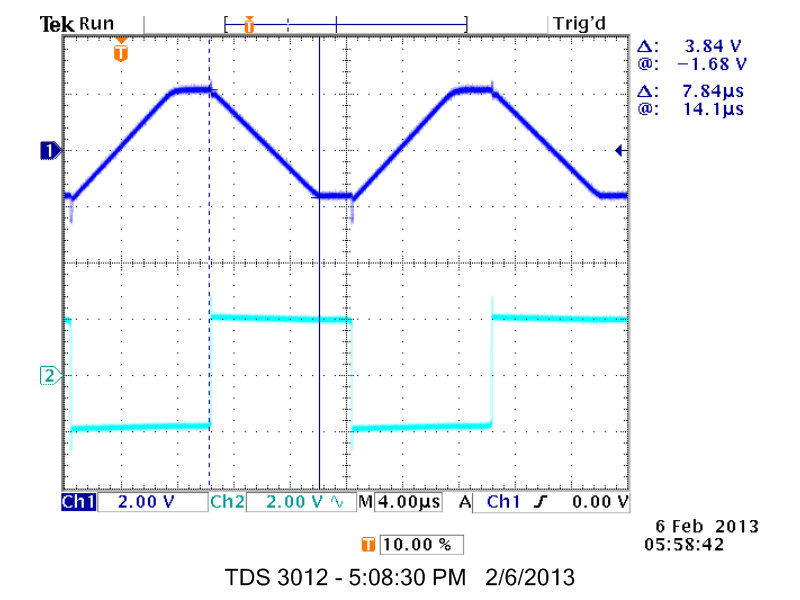 Tek Run Trig'd
T
Δ: 3.84 V
@: −1.68 V
Δ: 7.84µs
@: 14.1µs
T
1
2
Ch1 2.00 V Ch2 2.00 V ∿ M 4.00µs A Ch1 ʃ 0.00 V
6 Feb 2013
T 10.00 %
05:58:42
TDS 3012 - 5:08:30 PM 2/6/2013